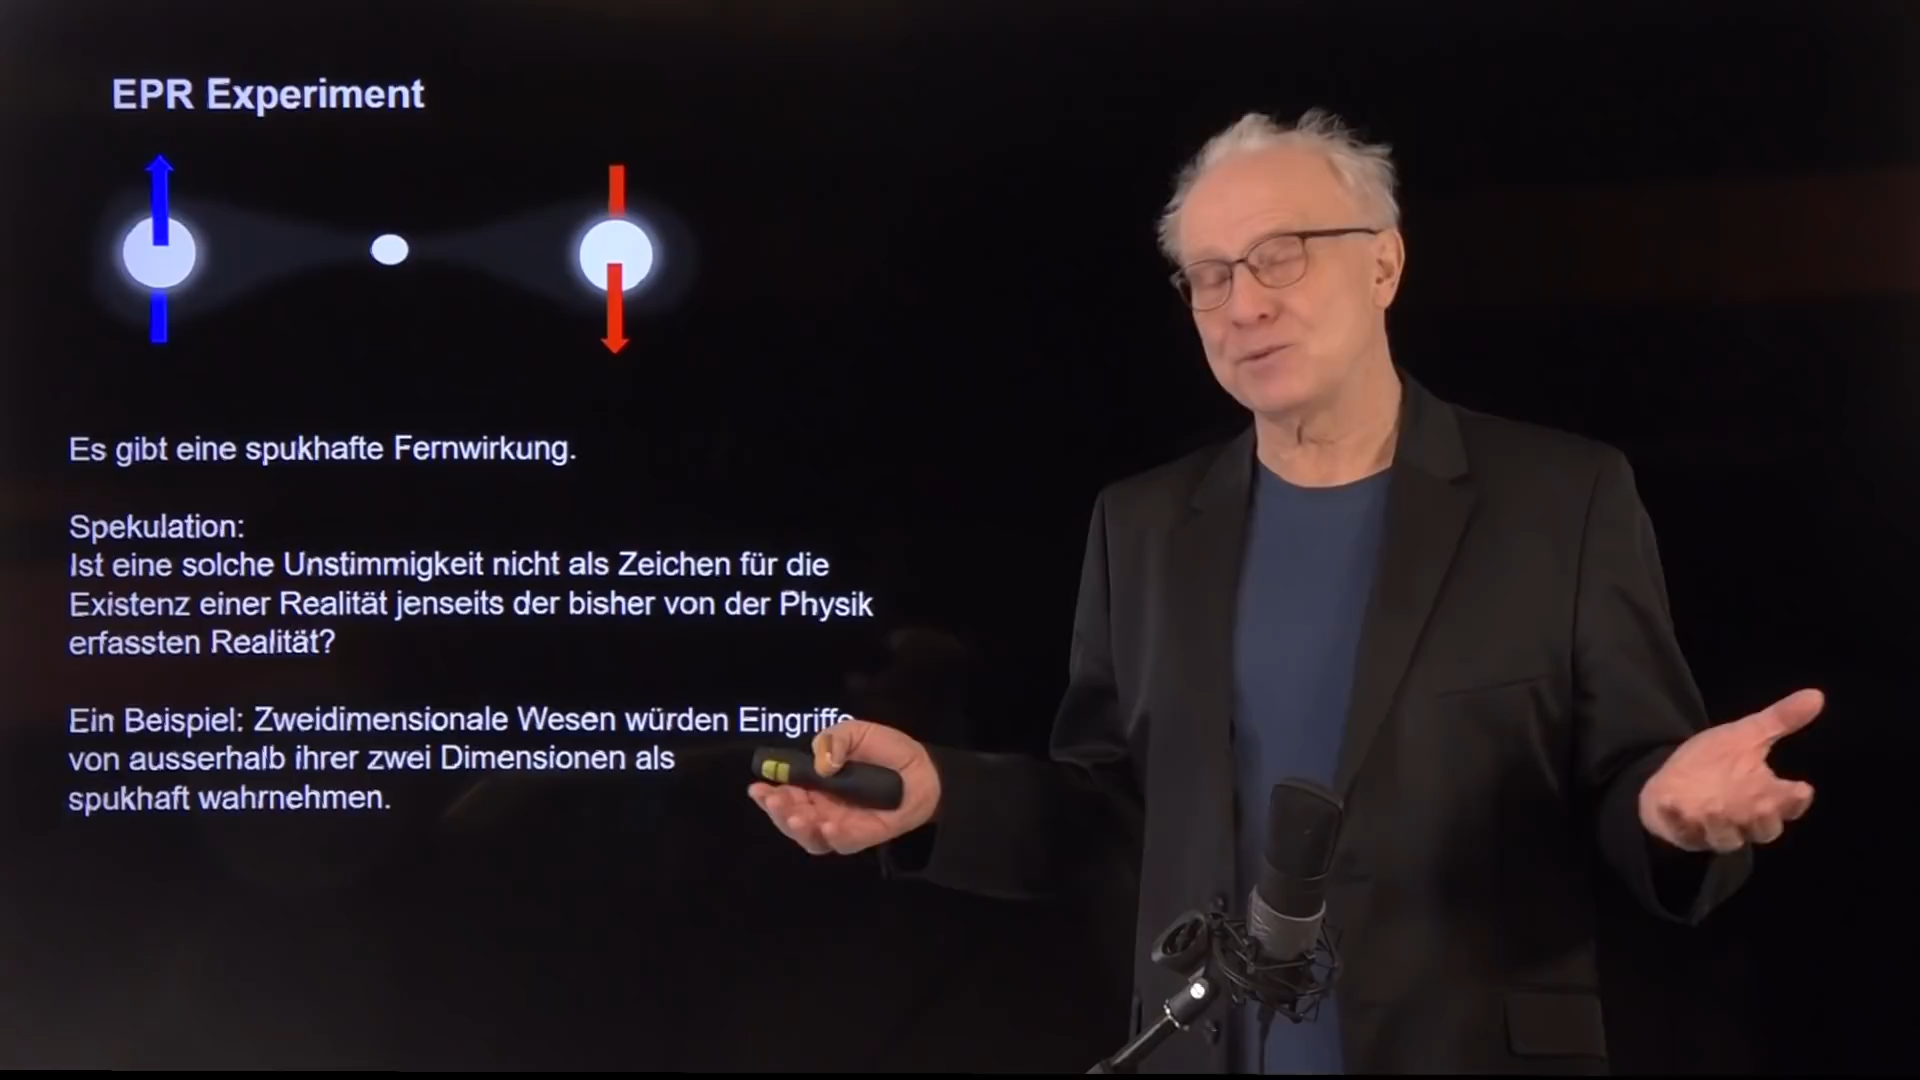 EPR Experiment
Es gibt eine spukhafte Fernwirkung.
Spekulation:
Ist eine solche Unstimmigkeit nicht als Zeichen für die
Existenz einer Realität jenseits der bisher von der Physik
erfassten Realität?
Ein Beispiel: Zweidimensionale Wesen würden Eingriffe
von ausserhalb ihrer zwei Dimensionen als
spukhaft wahrnehmen.